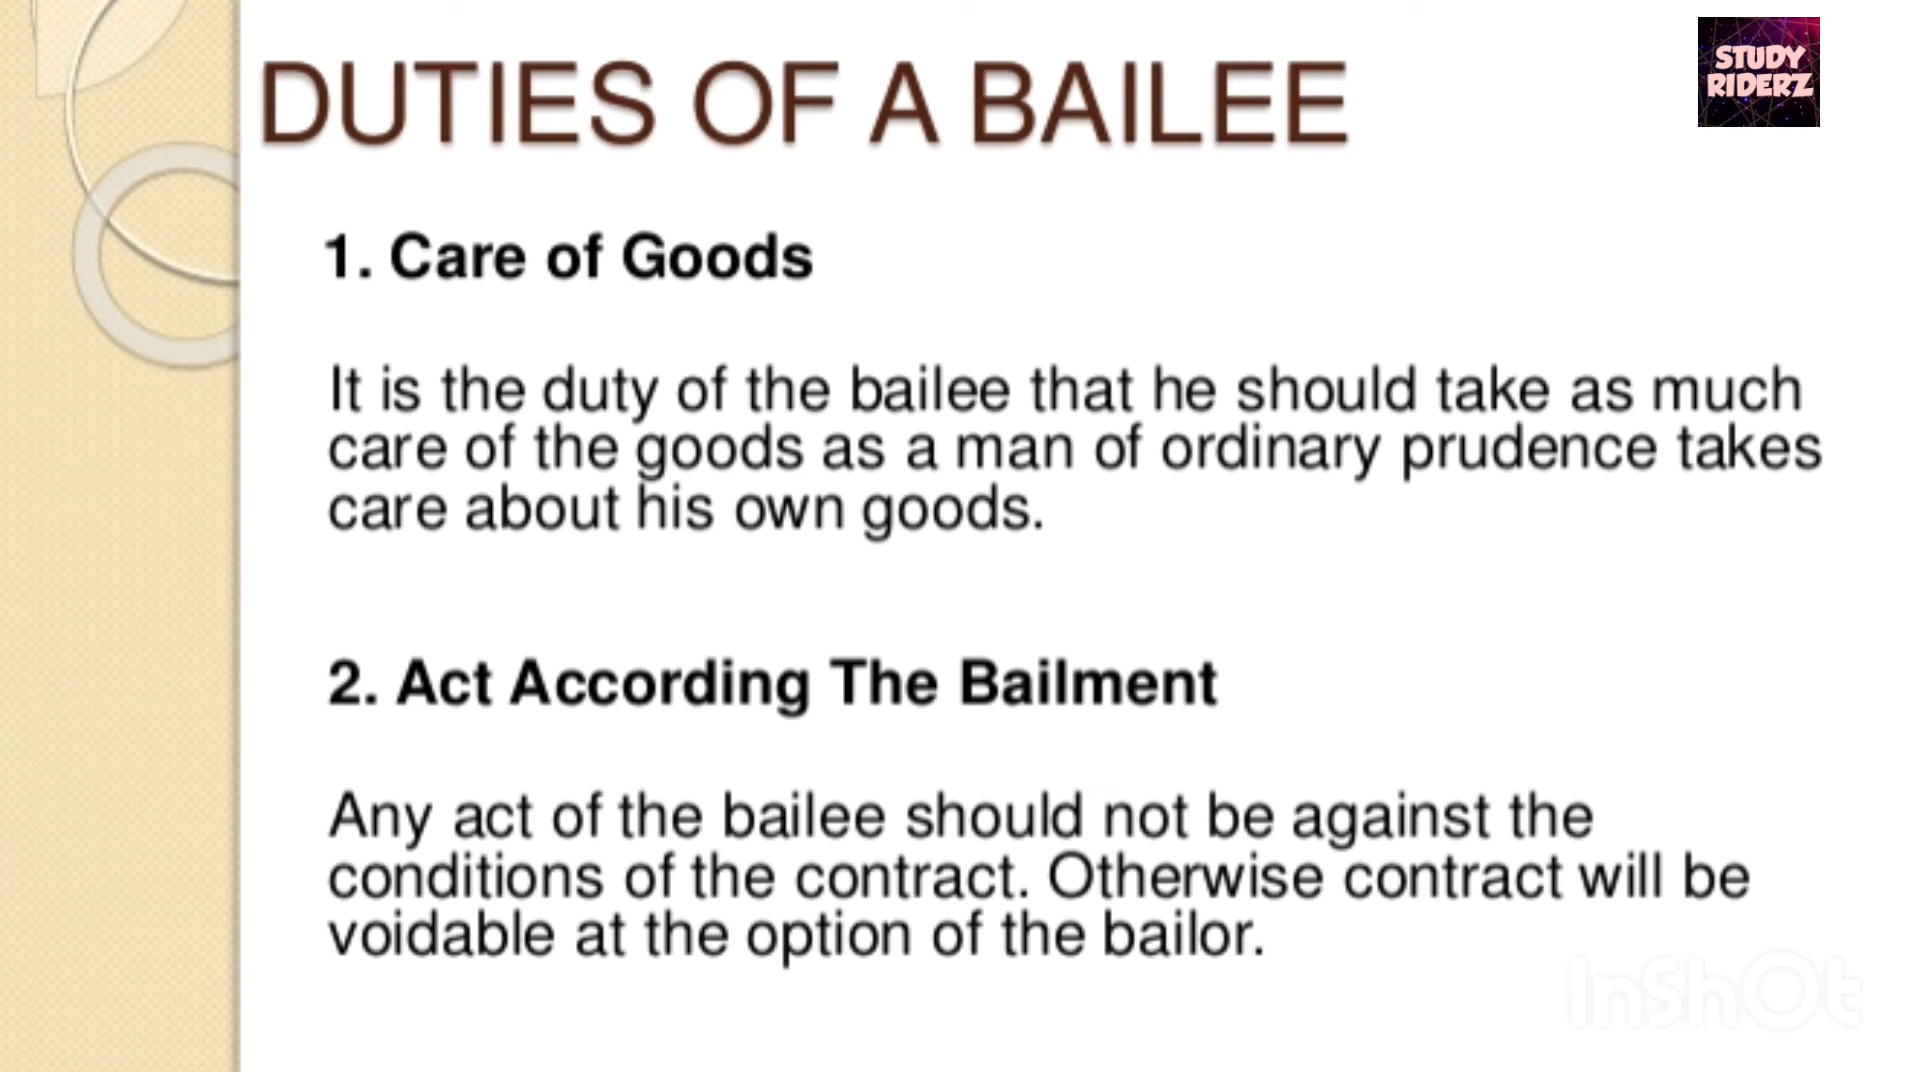 DUTIES OF A BAILEE
STUDY
RIDERZ
1. Care of Goods
It is the duty of the bailee that he should take as much
care of the goods as a man of ordinary prudence takes
care about his own goods.
2. Act According The Bailment
Any act of the bailee should not be against the
conditions of the contract. Otherwise contract will be
voidable at the option of the bailor.
InShOt